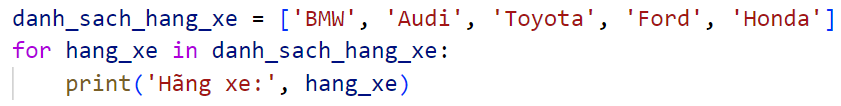 danh_sach_hang_xe = ['BMW', 'Audi', 'Toyota', 'Ford', 'Honda']
for hang_xe in danh_sach_hang_xe:
    print('Hãng xe:', hang_xe)